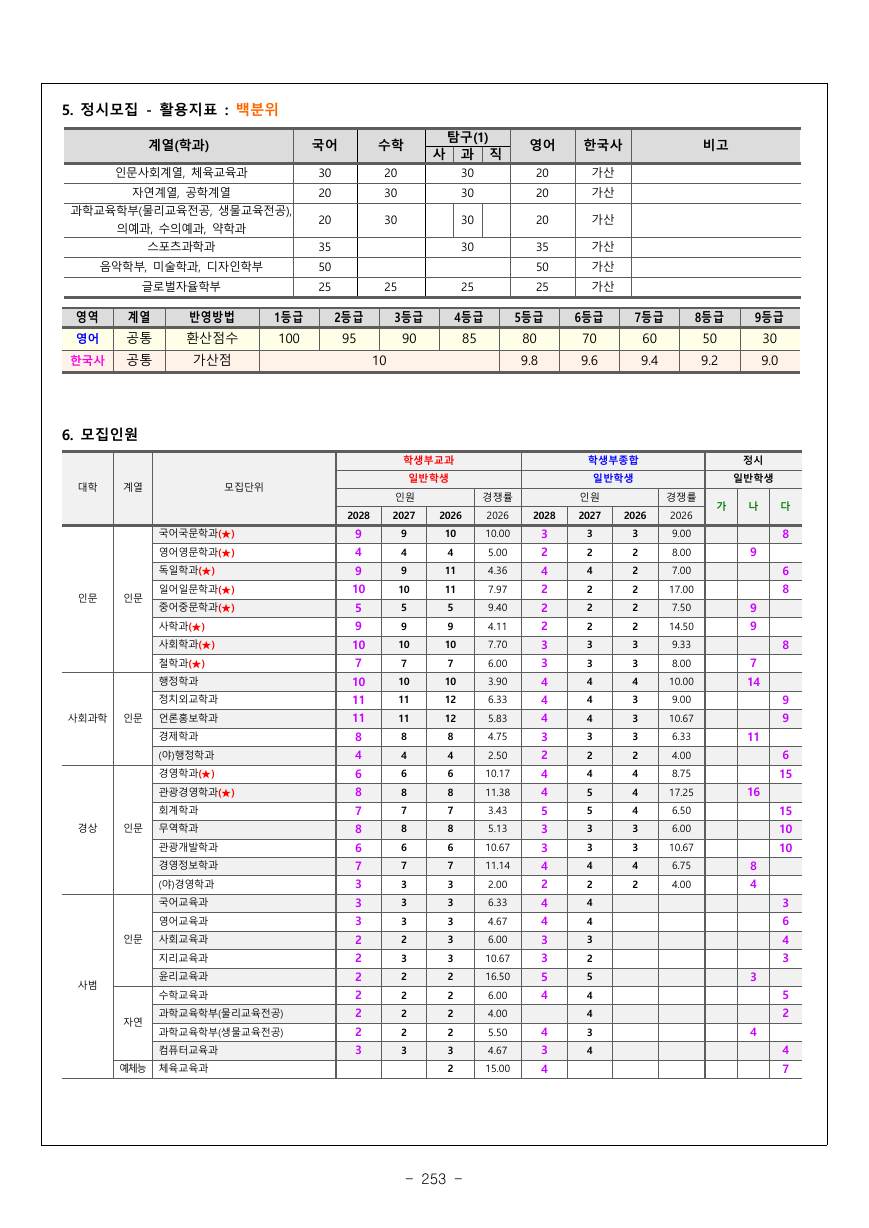 5. 정시모집 - 활용지표 : 백분위
계열(학과) 국어 수학 탐구(1) 영어 한국사 비고
사 과 직
인문사회계열, 체육교육과 30 20 30 20 가산
자연계열, 공학계열 20 30 30 20 가산
과학교육학부(물리교육전공, 생물교육전공),
의예과, 수의예과, 약학과 20 30 30 20 가산
스포츠과학과 35 30 35 가산
음악학부, 미술학과, 디자인학부 50 50 가산
글로벌자율학부 25 25 25 25 가산
영역 계열 반영방법 1등급 2등급 3등급 4등급 5등급 6등급 7등급 8등급 9등급
영어 공통 환산점수 100 95 90 85 80 70 60 50 30
한국사 공통 가산점 10 9.8 9.6 9.4 9.2 9.0
6. 모집인원
대학 계열 모집단위 학생부교과 학생부종합 정시
일반학생 일반학생 일반학생
인원 경쟁률 인원 경쟁률 가 나 다
2028 2027 2026 2026 2028 2027 2026 2026
인문 인문 국어국문학과(★) 9 9 10 10.00 3 3 3 9.00 8
영어영문학과(★) 4 4 4 5.00 2 2 2 8.00 9
독일학과(★) 9 9 11 4.36 4 4 2 7.00 6
일어일문학과(★) 10 10 11 7.97 2 2 2 17.00 8
중어중문학과(★) 5 5 5 9.40 2 2 2 7.50 9
사학과(★) 9 9 9 4.11 2 2 2 14.50 9
사회학과(★) 10 10 10 7.70 3 3 3 9.33 8
철학과(★) 7 7 7 6.00 3 3 3 8.00 7
사회과학 인문 행정학과 10 10 10 3.90 4 4 4 10.00 14
정치외교학과 11 11 12 6.33 4 4 3 9.00 9
언론홍보학과 11 11 12 5.83 4 4 3 10.67 9
경제학과 8 8 8 4.75 3 3 3 6.33 11
(야)행정학과 4 4 4 2.50 2 2 2 4.00 6
경상 인문 경영학과(★) 6 6 6 10.17 4 4 4 8.75 15
관광경영학과(★) 8 8 8 11.38 4 5 4 17.25 16
회계학과 7 7 7 3.43 5 5 4 6.50 15
무역학과 8 8 8 5.13 3 3 3 6.00 10
관광개발학과 6 6 6 10.67 3 3 3 10.67 10
경영정보학과 7 7 7 11.14 4 4 4 6.75 8
(야)경영학과 3 3 3 2.00 2 2 2 4.00 4
사범 인문 국어교육과 3 3 3 6.33 4 4 3
영어교육과 3 3 3 4.67 4 4 6
사회교육과 2 2 3 6.00 3 3 4
지리교육과 2 3 3 10.67 3 2 3
윤리교육과 2 2 2 16.50 5 5 3
자연 수학교육과 2 2 2 6.00 4 4 5
과학교육학부(물리교육전공) 2 2 2 4.00 4 2
과학교육학부(생물교육전공) 2 2 2 5.50 4 3 4
컴퓨터교육과 3 3 3 4.67 3 4 4
예체능 체육교육과 2 15.00 4 7
- 253 -